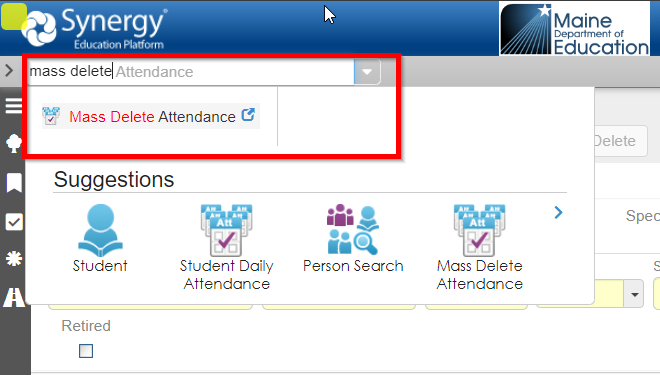 Synergy
Education Platform
Maine
Department of
Education
mass delete Attendance
Mass Delete Attendance
Delete
Suggestions
Spec
Student
Student Daily
Attendance
Person Search
Mass Delete
Attendance
S
Retired